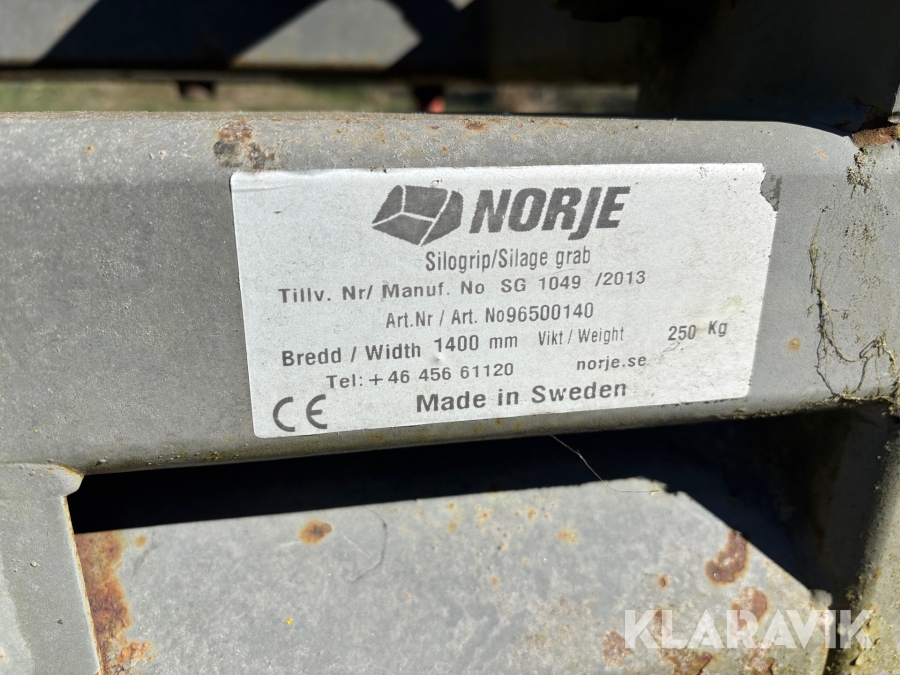 NORJE
Silogrip/Silage grab
Tillv. Nr/ Manuf. No SG 1049 /2013
Art.Nr / Art. No96500140
Bredd / Width 1400 mm Vikt / Weight 250 Kg
Tel: +46 456 61120 norje.se
CE Made in Sweden
KLARAVIK